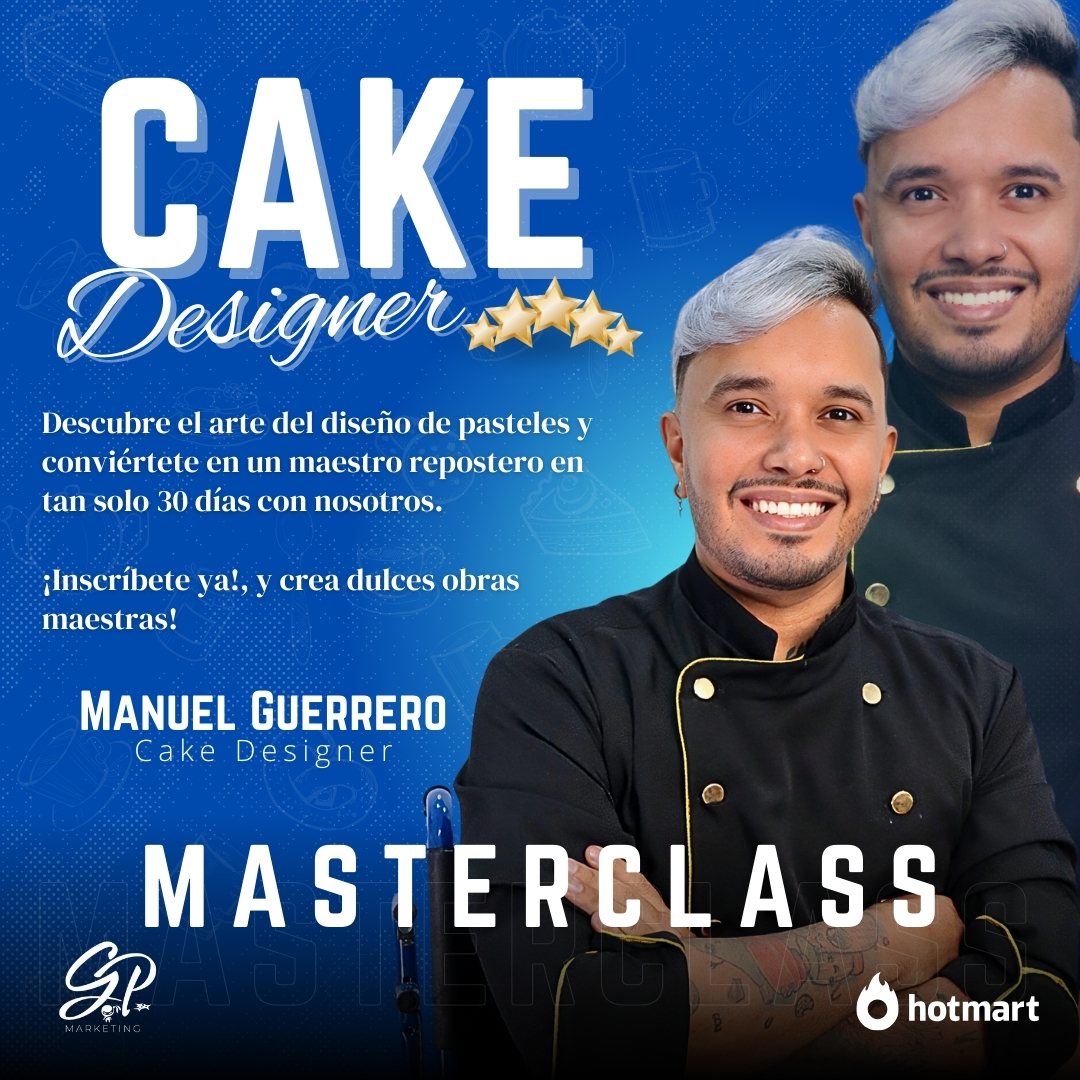 CAKE
Designer
Descubre el arte del diseño de pasteles y
conviértete en un maestro repostero en
tan solo 30 días con nosotros.
¡Inscríbete ya!, y crea dulces obras
maestras!
Manuel Guerrero
Cake Designer
MASTERCLASS
MASTERCLASS
GP
MARKETING
hotmart